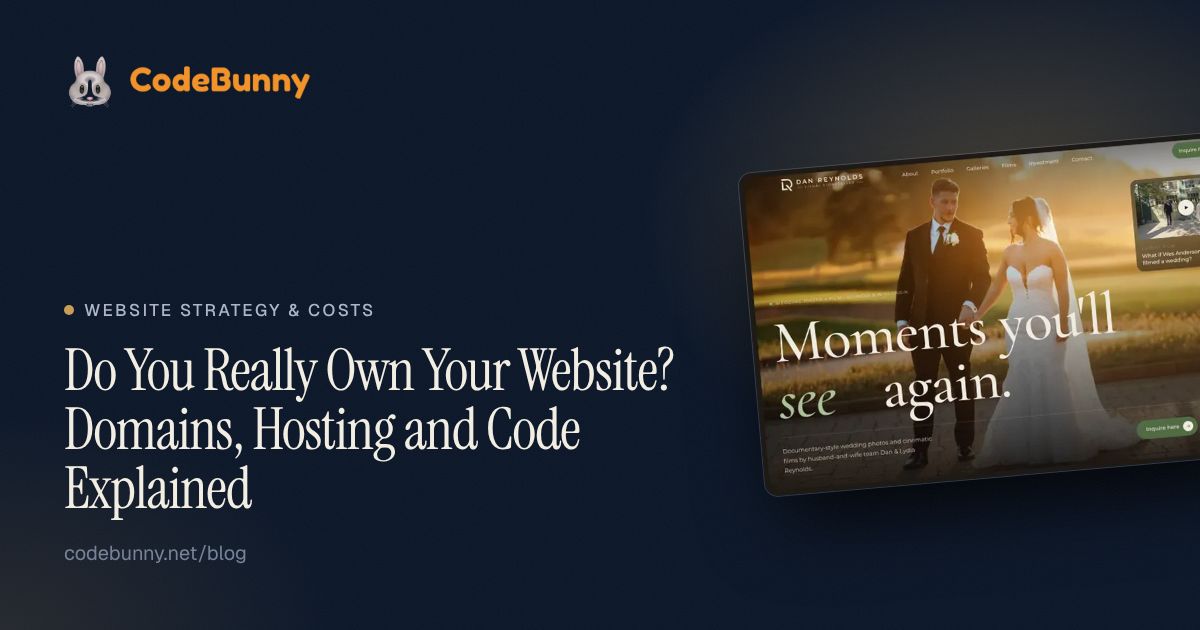 CodeBunny
WEBSITE STRATEGY & COSTS
Do You Really Own Your Website?
Domains, Hosting and Code
Explained
codebunny.net/blog
DAN REYNOLDS
About Portfolio Galleries Films Investment Contact
Inquire
What if Wes Anderson
filmed a wedding?
Moments you'll
see again.
Documentary-style wedding photos and cinematic
films by husband-and-wife team Dan & Lydia
Reynolds.
Inquire here